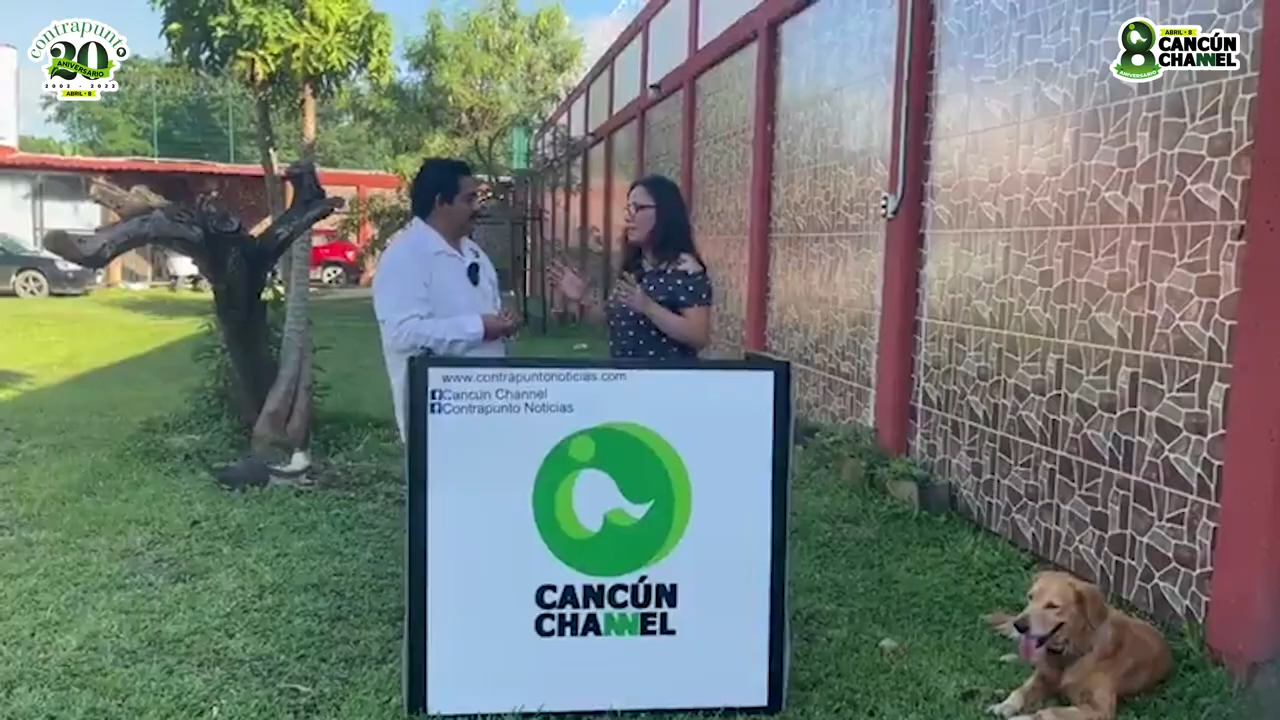 contrapunto
20
ANIVERSARIO
2003 - 2023
ABRIL - 8
ABRIL - 8
8 CANCÚN
CHANNEL
ANIVERSARIO
www.contrapuntonoticias.com
Cancún Channel
Contrapunto Noticias
CANCÚN
CHANNEL